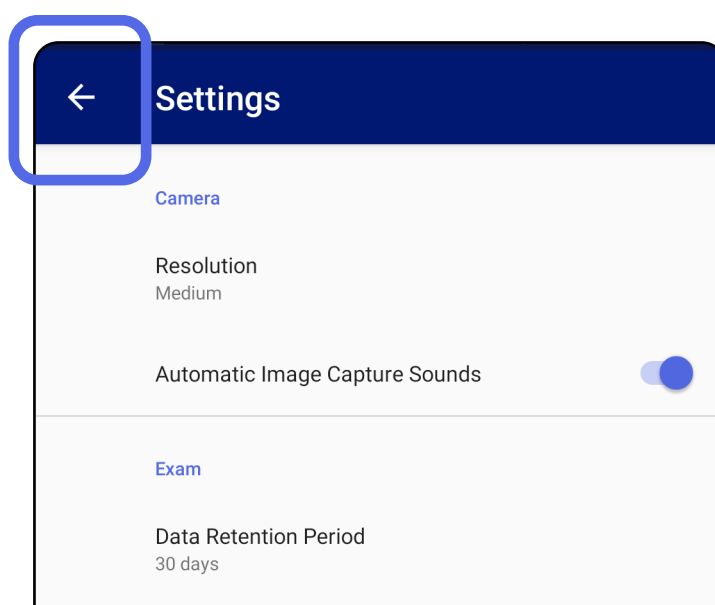 Settings
Camera
Resolution
Medium
Automatic Image Capture Sounds
Exam
Data Retention Period
30 days